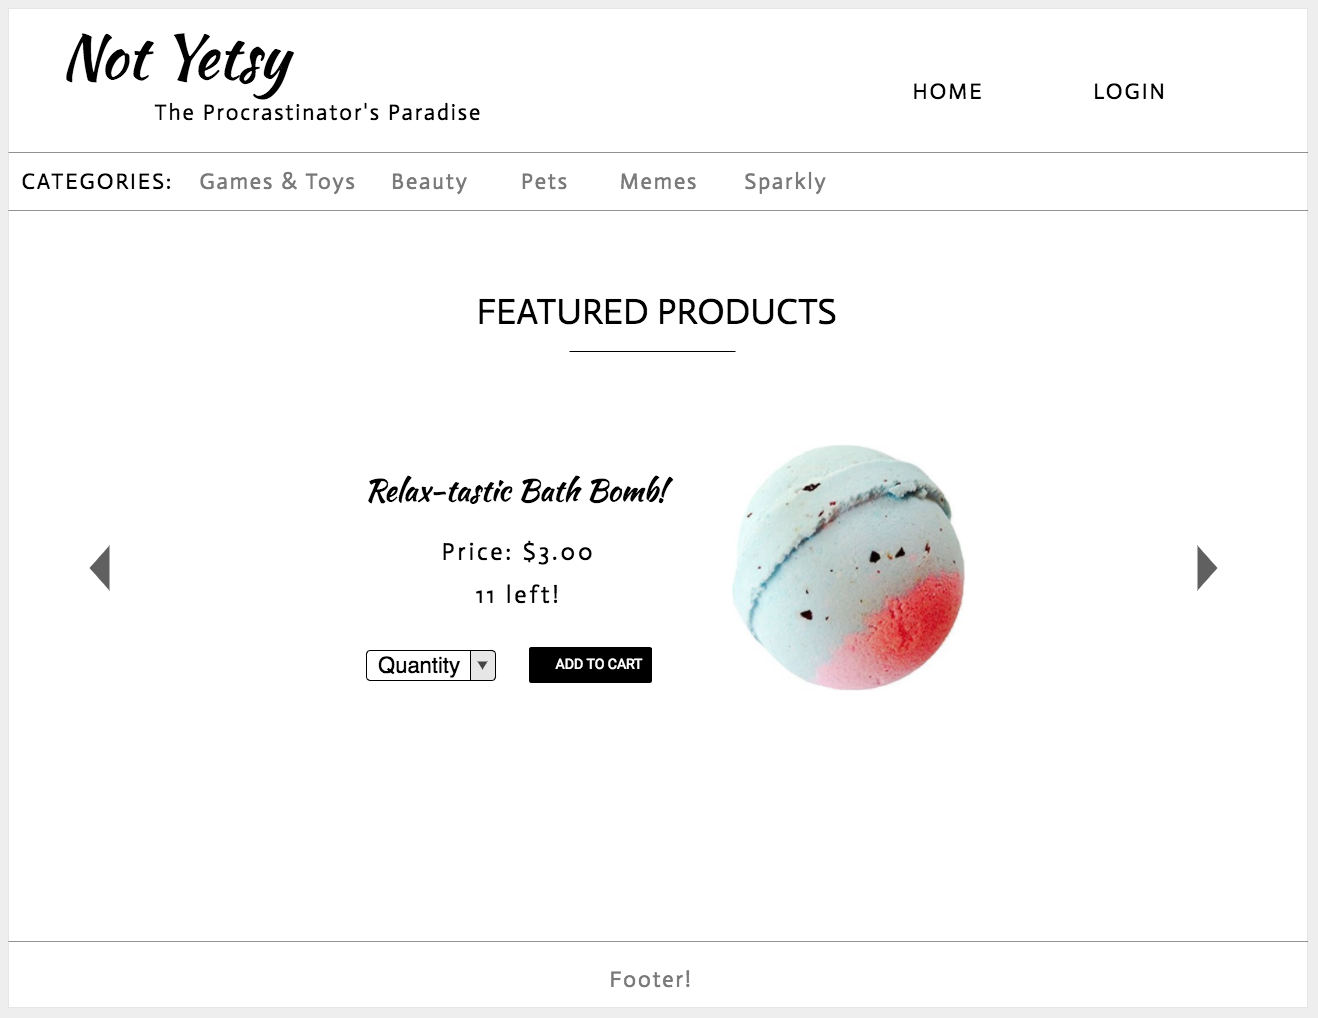 Not Yetsy
The Procrastinator's Paradise
HOME LOGIN
CATEGORIES: Games & Toys Beauty Pets Memes Sparkly
FEATURED PRODUCTS
Relax-tastic Bath Bomb!
Price: $3.00
11 left!
Quantity ADD TO CART
Footer!